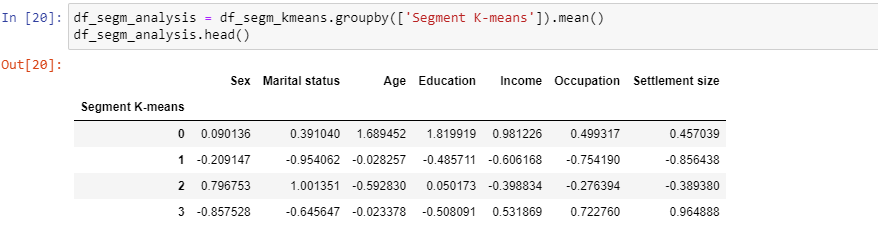 In [20]: df_segm_analysis = df_segm_kmeans.groupby(['Segment K-means']).mean()
df_segm_analysis.head()
Out[20]:
Sex Marital status Age Education Income Occupation Settlement size
Segment K-means
0 0.090136 0.391040 1.689452 1.819919 0.981226 0.499317 0.457039
1 -0.209147 -0.954062 -0.028257 -0.485711 -0.606168 -0.754190 -0.856438
2 0.796753 1.001351 -0.592830 0.050173 -0.398834 -0.276394 -0.389380
3 -0.857528 -0.645647 -0.023378 -0.508091 0.531869 0.722760 0.964888